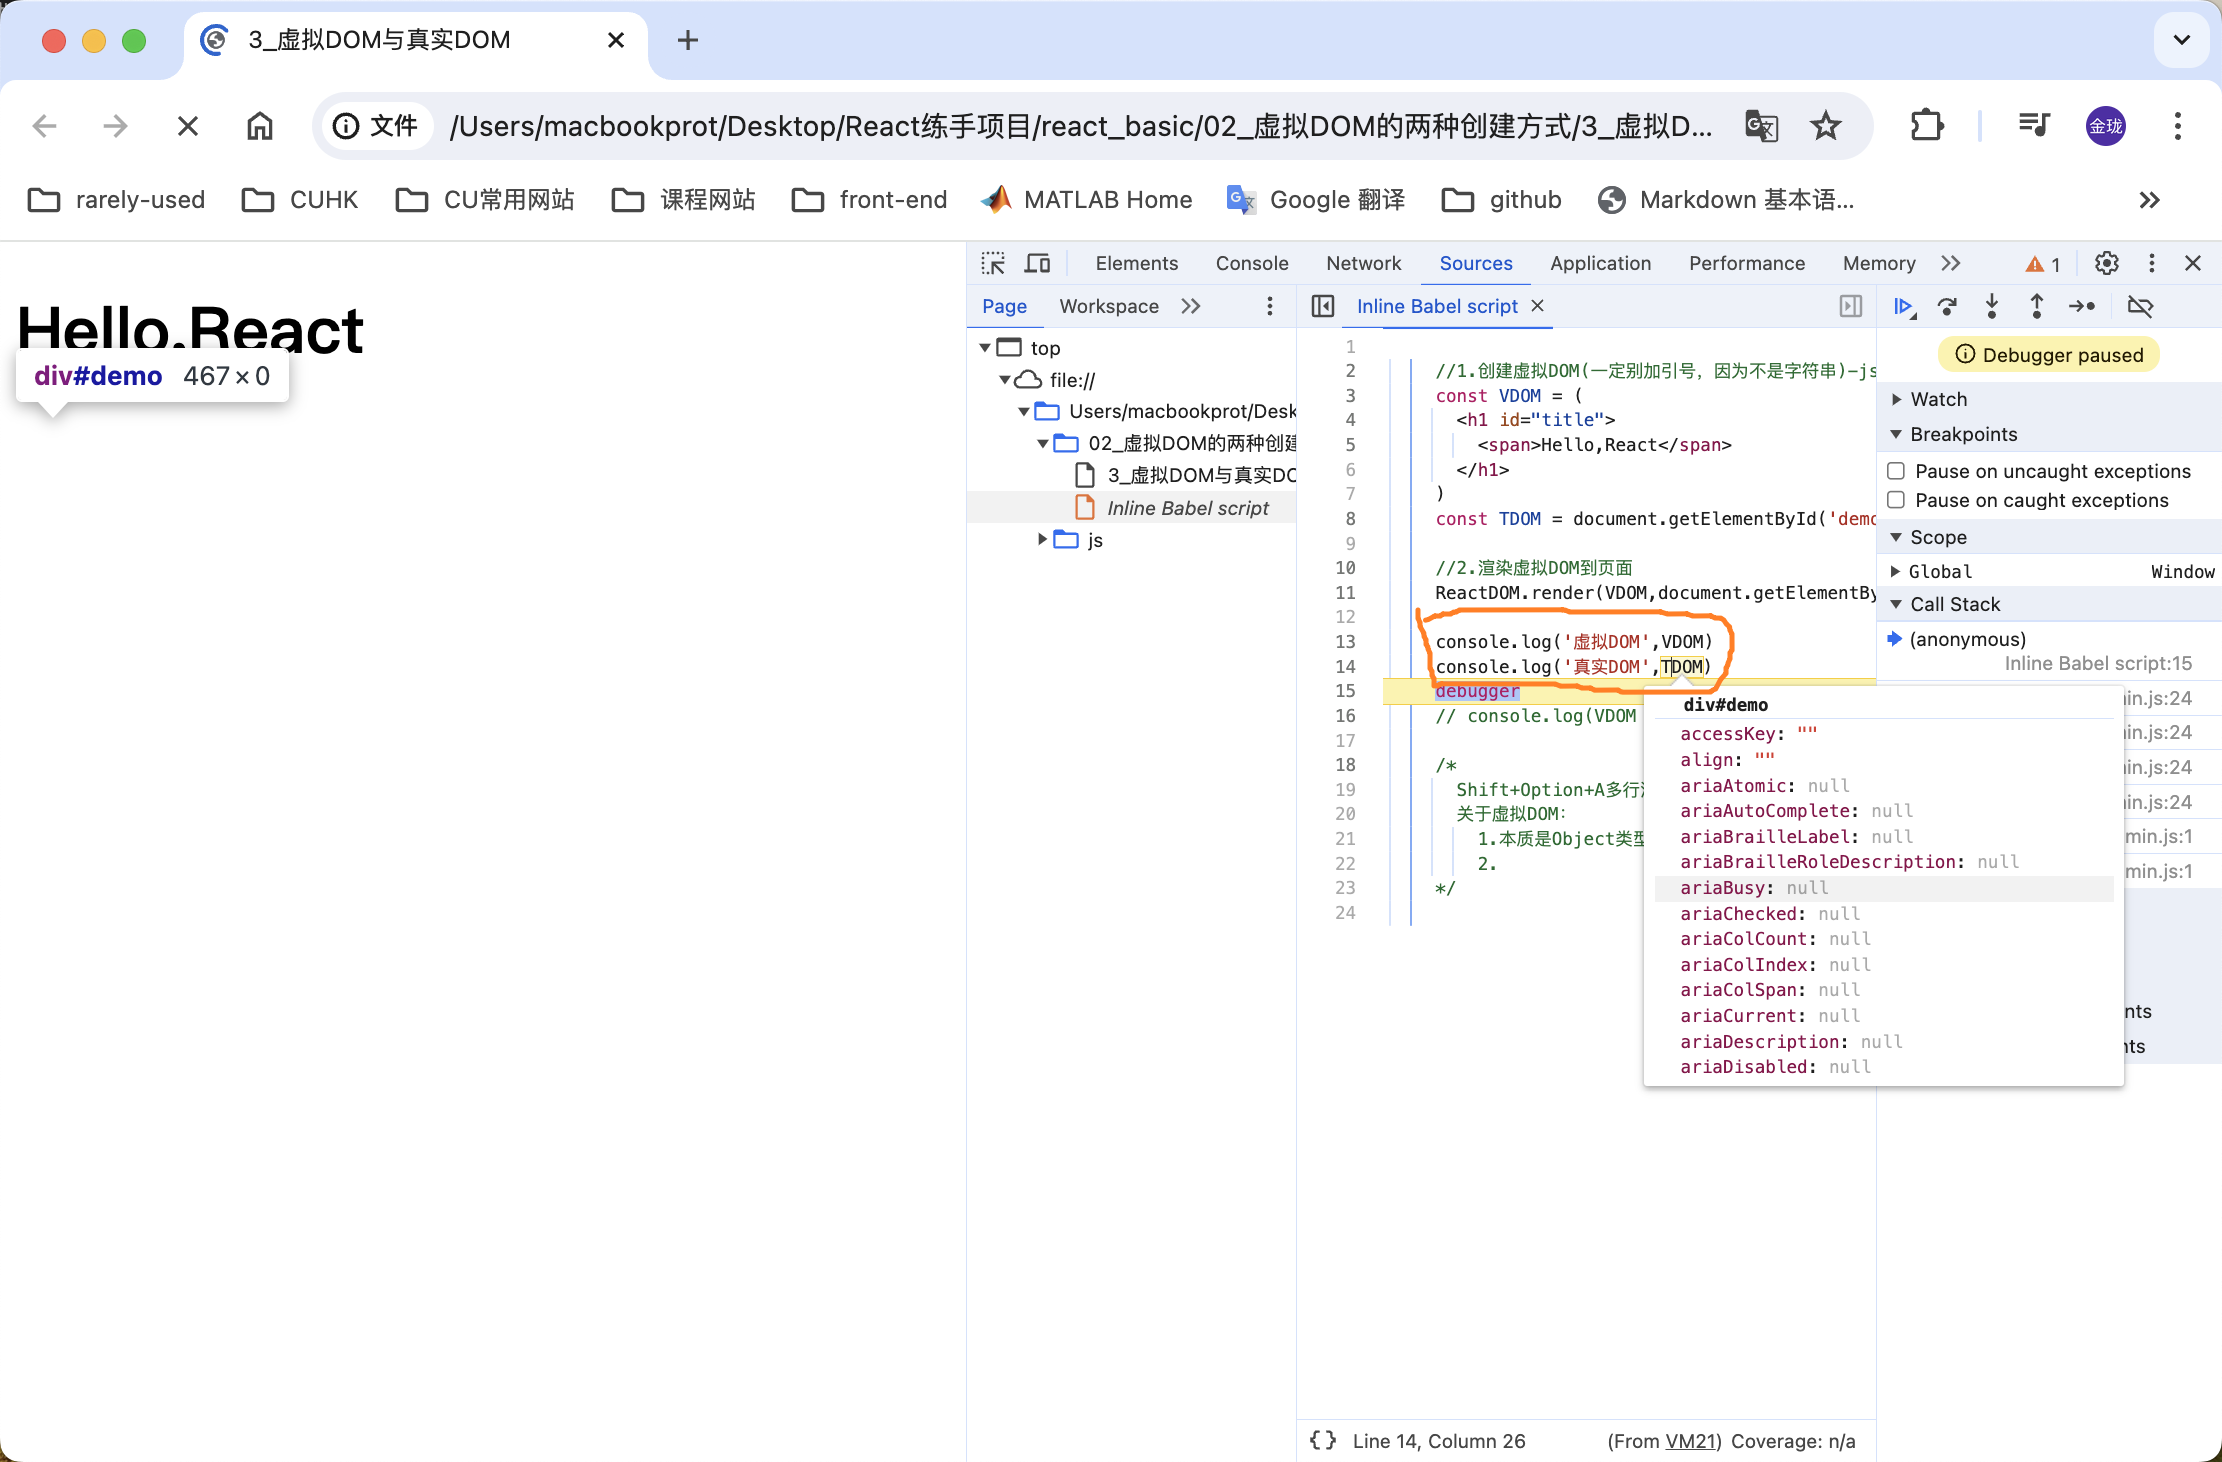 3_虚拟DOM与真实DOM
文件 /Users/macbookprot/Desktop/React练手项目/react_basic/02_虚拟DOM的两种创建方式/3_虚拟D...
金珑
rarely-used CUHK CU常用网站 课程网站 front-end MATLAB Home Google 翻译 github Markdown 基本语...
Hello,React
div#demo 467 × 0
Elements Console Network Sources Application Performance Memory 1
Page Workspace
top
file://
Users/macbookprot/Desk
02_虚拟DOM的两种创建
3_虚拟DOM与真实DO
Inline Babel script
js
Inline Babel script
1
2 //1.创建虚拟DOM(一定别加引号，因为不是字符串)-js
3 const VDOM = (
4 <h1 id="title">
5 <span>Hello,React</span>
6 </h1>
7 )
8 const TDOM = document.getElementById('demo
9
10 //2.渲染虚拟DOM到页面
11 ReactDOM.render(VDOM,document.getElementBy
12
13 console.log('虚拟DOM',VDOM)
14 console.log('真实DOM',TDOM)
15 debugger
16 // console.log(VDOM
17
18 /*
19 Shift+Option+A多行
20 关于虚拟DOM：
21 1.本质是Object类型
22 2.
23 */
24
div#demo
accessKey: ""
align: ""
ariaAtomic: null
ariaAutoComplete: null
ariaBrailleLabel: null
ariaBrailleRoleDescription: null
ariaBusy: null
ariaChecked: null
ariaColCount: null
ariaColIndex: null
ariaColSpan: null
ariaCurrent: null
ariaDescription: null
ariaDisabled: null
{} Line 14, Column 26 (From VM21) Coverage: n/a
Debugger paused
Watch
Breakpoints
Pause on uncaught exceptions
Pause on caught exceptions
Scope
Global Window
Call Stack
(anonymous)
Inline Babel script:15
in.js:24
in.js:24
in.js:24
in.js:24
min.js:1
min.js:1
nts
nts